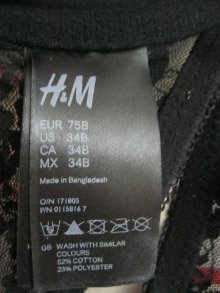 H&M
EUR 75B
US 34B
CA 34B
MX 34B
Made in Bangladesh
O/N 171805
P/N 0115816 7
GB WASH WITH SIMILAR
COLOURS
52% COTTON
23% POLYESTER